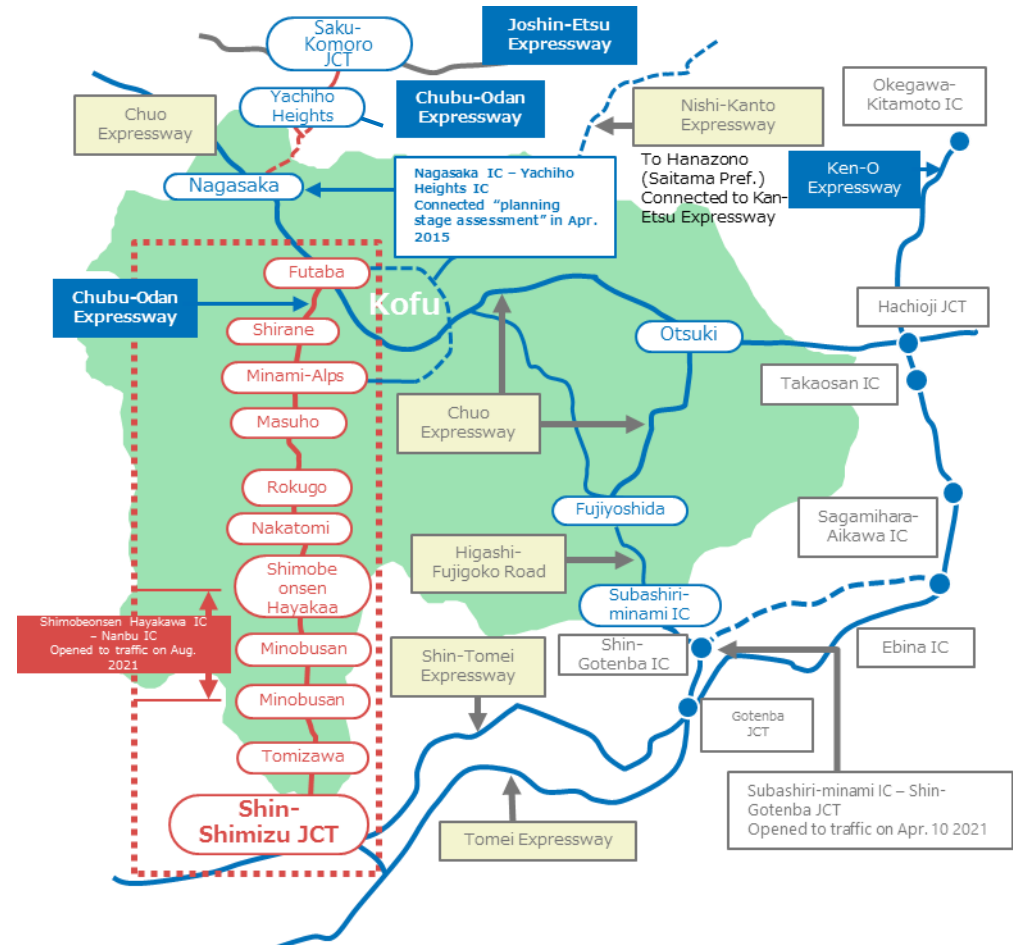 Saku-
Komoro
JCT
Joshin-Etsu
Expressway
Okegawa-
Kitamoto IC
Chuo
Expressway
Yachiho
Heights
Chubu-Odan
Expressway
Nishi-Kanto
Expressway
To Hanazono
(Saitama Pref.)
Connected to Kan-
Etsu Expressway
Ken-O
Expressway
Nagasaka
Nagasaka IC – Yachiho
Heights IC
Connected “planning
stage assessment” in Apr.
2015
Futaba
Kofu
Chubu-Odan
Expressway
Shirane
Otsuki
Hachioji JCT
Minami-Alps
Takaosan IC
Chuo
Expressway
Masuho
Rokugo
Fujiyoshida
Sagamihara-
Aikawa IC
Nakatomi
Higashi-
Fujigoko Road
Shimobe
onsen
Hayakaa
Subashiri-
minami IC
Shimobeonsen Hayakawa IC
– Nanbu IC
Opened to traffic on Aug.
2021
Minobusan
Shin-
Gotenba IC
Ebina IC
Shin-Tomei
Expressway
Minobusan
Gotenba
JCT
Tomizawa
Shin-
Shimizu JCT
Subashiri-minami IC – Shin-
Gotenba JCT
Opened to traffic on Apr. 10 2021
Tomei Expressway